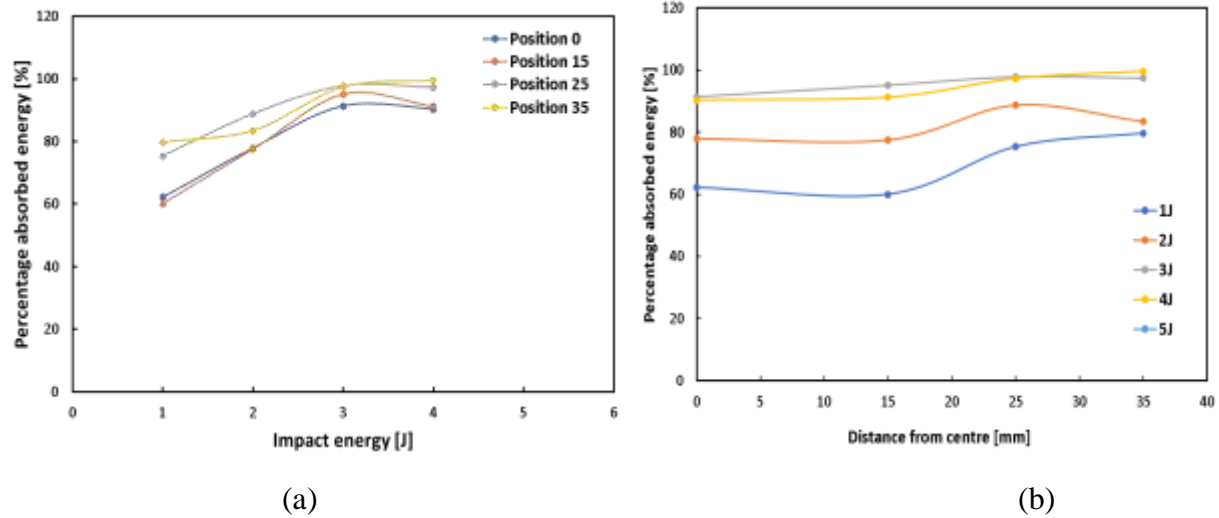 120
100
80
60
40
20
0
Percentage absorbed energy [%]
Position 0
Position 15
Position 25
Position 35
0 1 2 3 4 5 6
Impact energy [J]
(a)
120
100
80
60
40
20
0
Percentage absorbed energy [%]
1J
2J
3J
4J
5J
0 5 10 15 20 25 30 35 40
Distance from centre [mm]
(b)